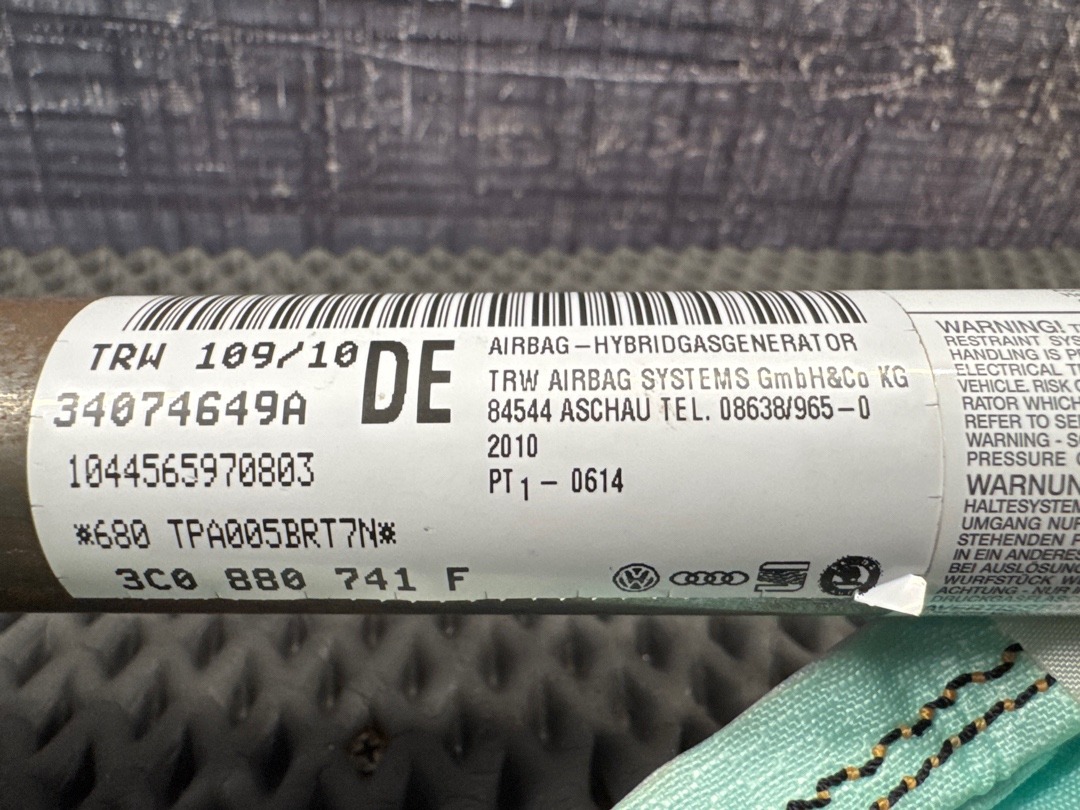 TRW 109/10
DE
34074649A
1044565970803
*680 TPA005BRT7N*
3C0 880 741 F
AIRBAG-HYBRIDGASGENERATOR
TRW AIRBAG SYSTEMS GmbH&Co KG
84544 ASCHAU TEL. 08638/965-0
2010
PT1 - 0614
WARNING!
RESTRAINT
HANDLING IS
ELECTRICAL
VEHICLE. RISK
RATOR WHICH
REFER TO
WARNING -
PRESSURE
HALTESYSTEM
UMGANG NUR
STEHENDEN
IN EIN ANDERES
BEI AUSLÖSUNG
WURFSTÜCK
ACHTUNG - NUR